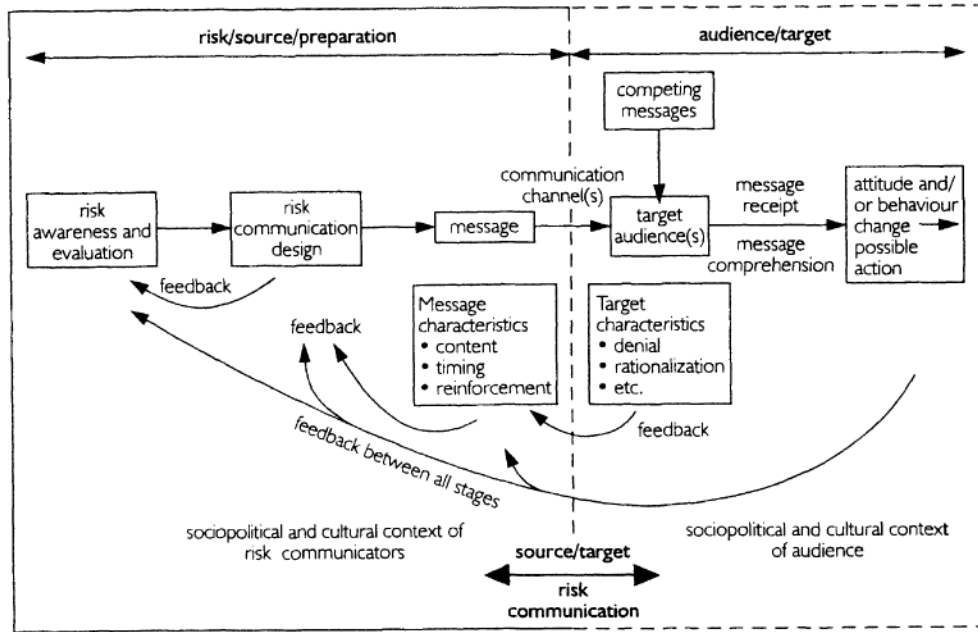 risk/source/preparation
audience/target
competing
messages
communication
channel(s)
risk
awareness and
evaluation
risk
communication
design
message
target
audience(s)
message
receipt
message
comprehension
attitude and/
or behaviour
change
possible
action
feedback
feedback
Message
characteristics
• content
• timing
• reinforcement
Target
characteristics
• denial
• rationalization
• etc.
feedback
feedback between all stages
sociopolitical and cultural context of
risk communicators
sociopolitical and cultural context
of audience
source/target
risk
communication